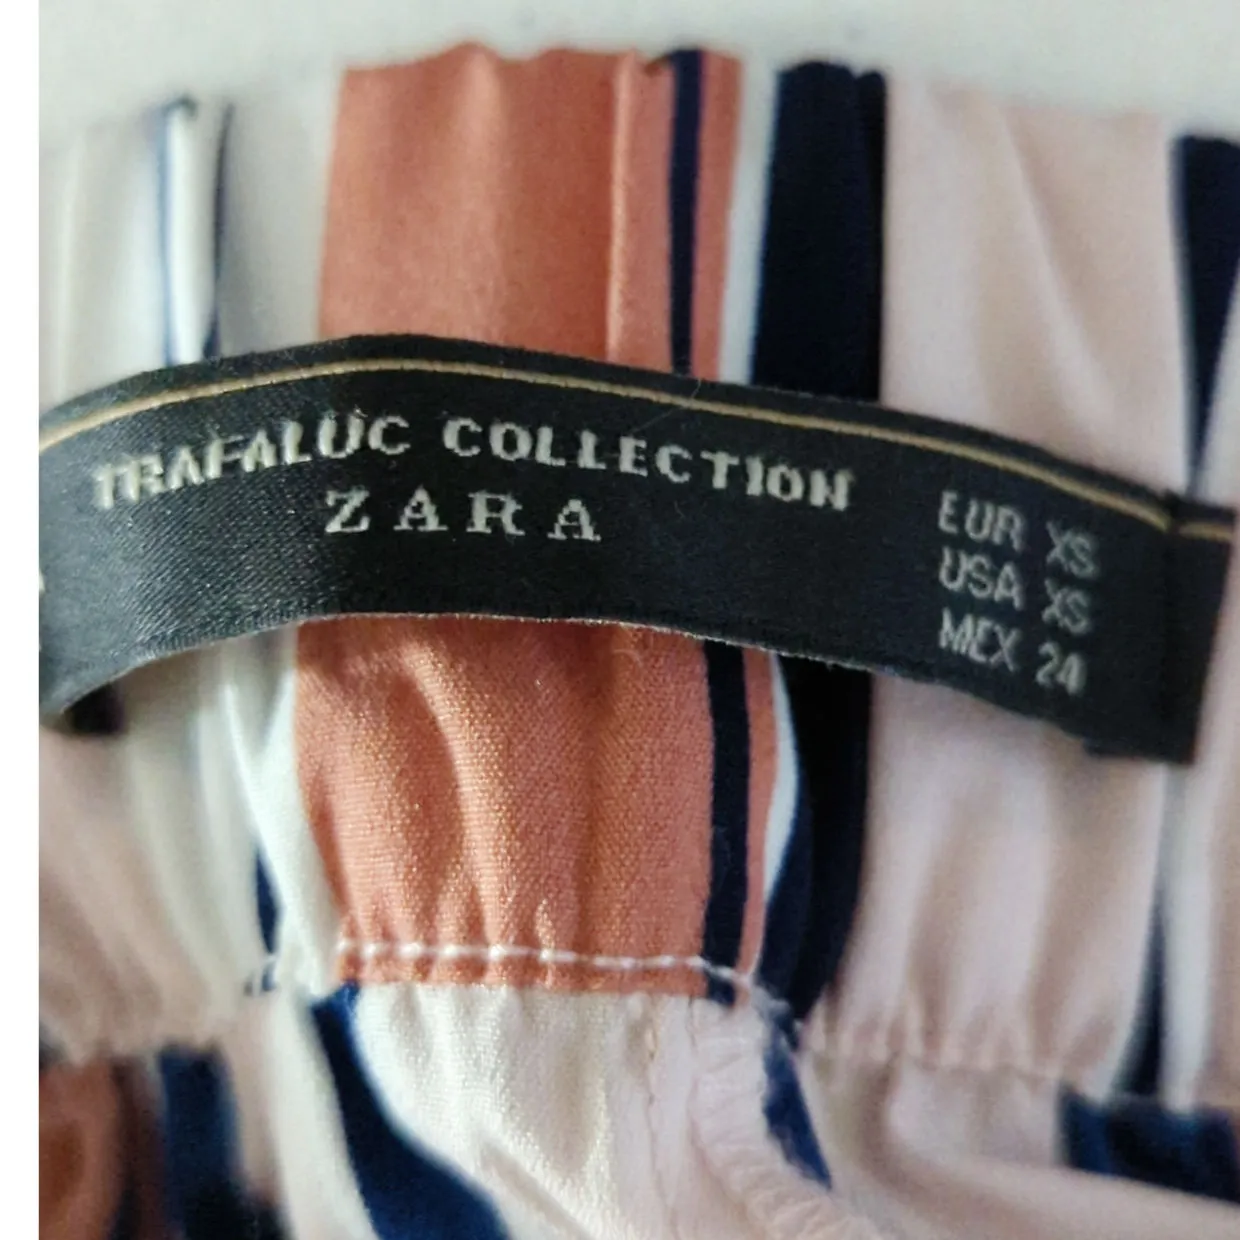 TRAFALUC COLLECTION
ZARA
EUR XS
USA XS
MEX 24